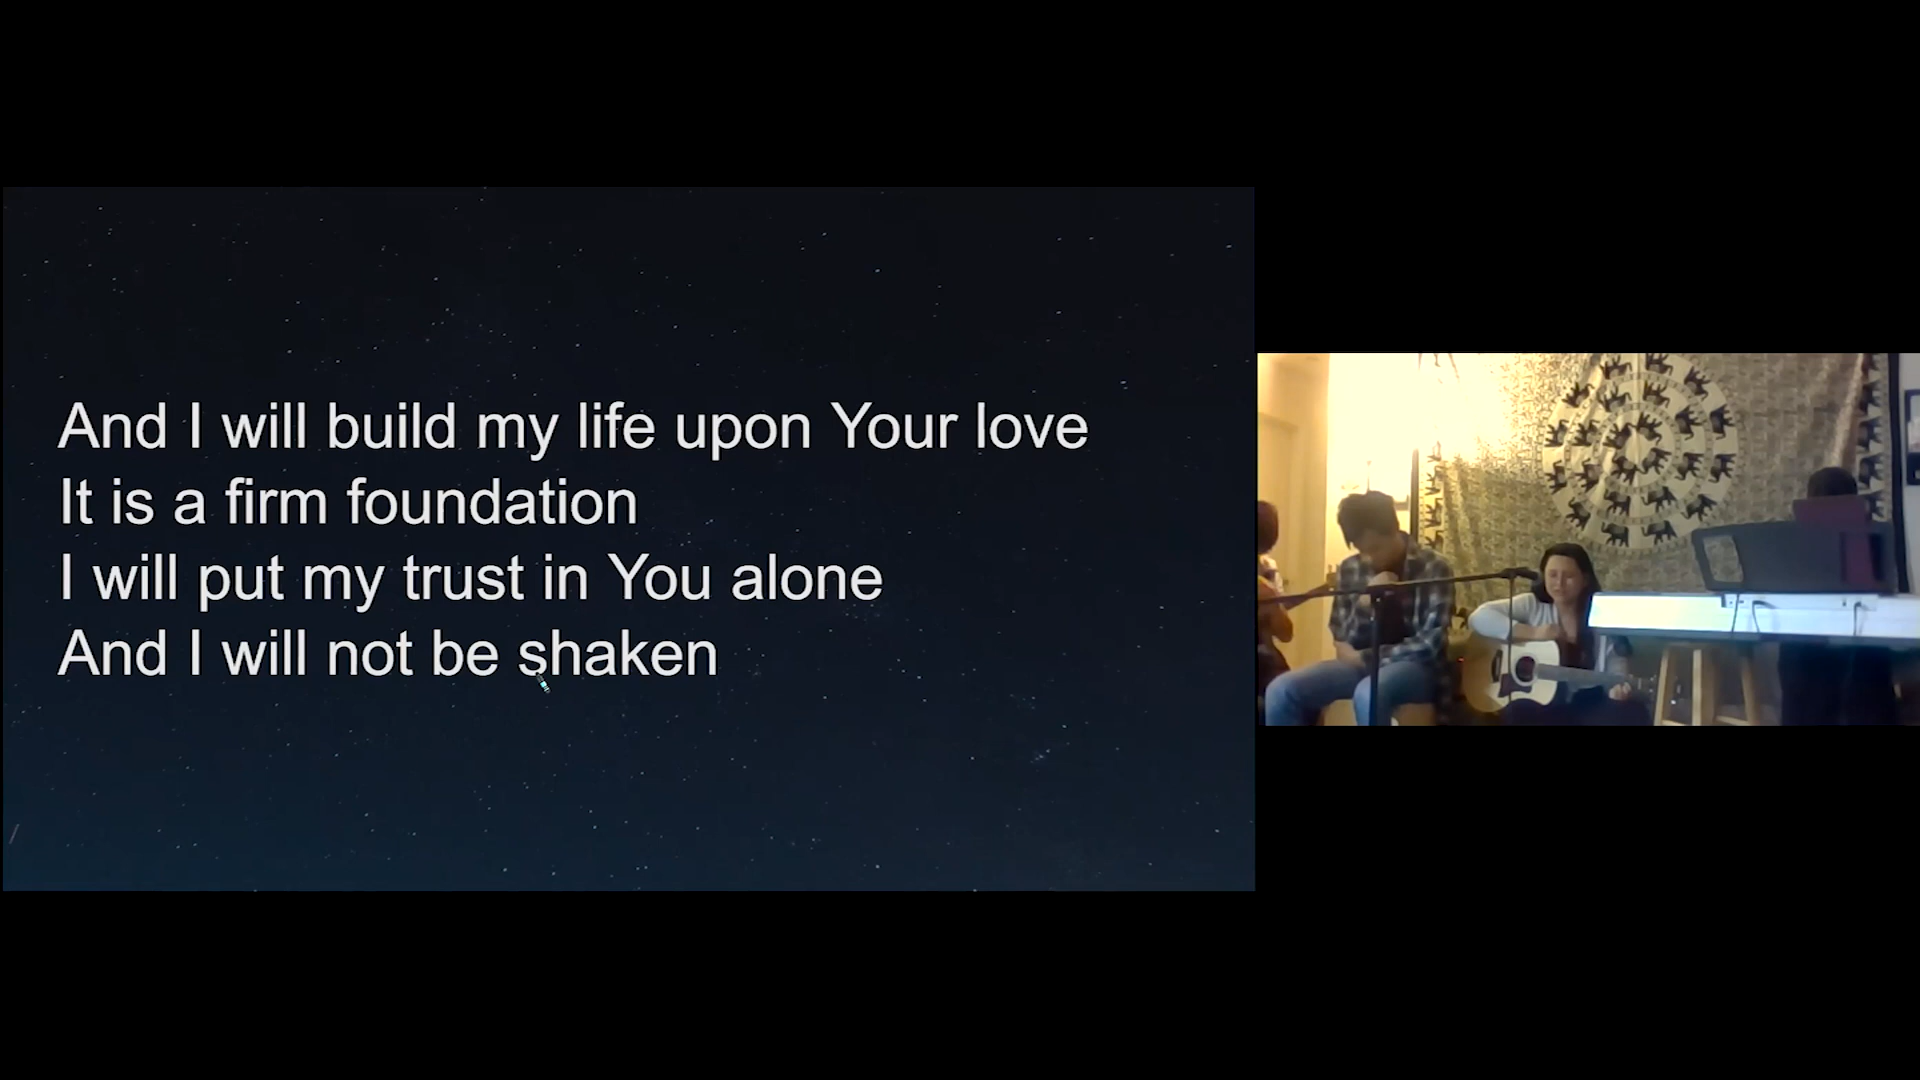 And I will build my life upon Your love
It is a firm foundation
I will put my trust in You alone
And I will not be shaken